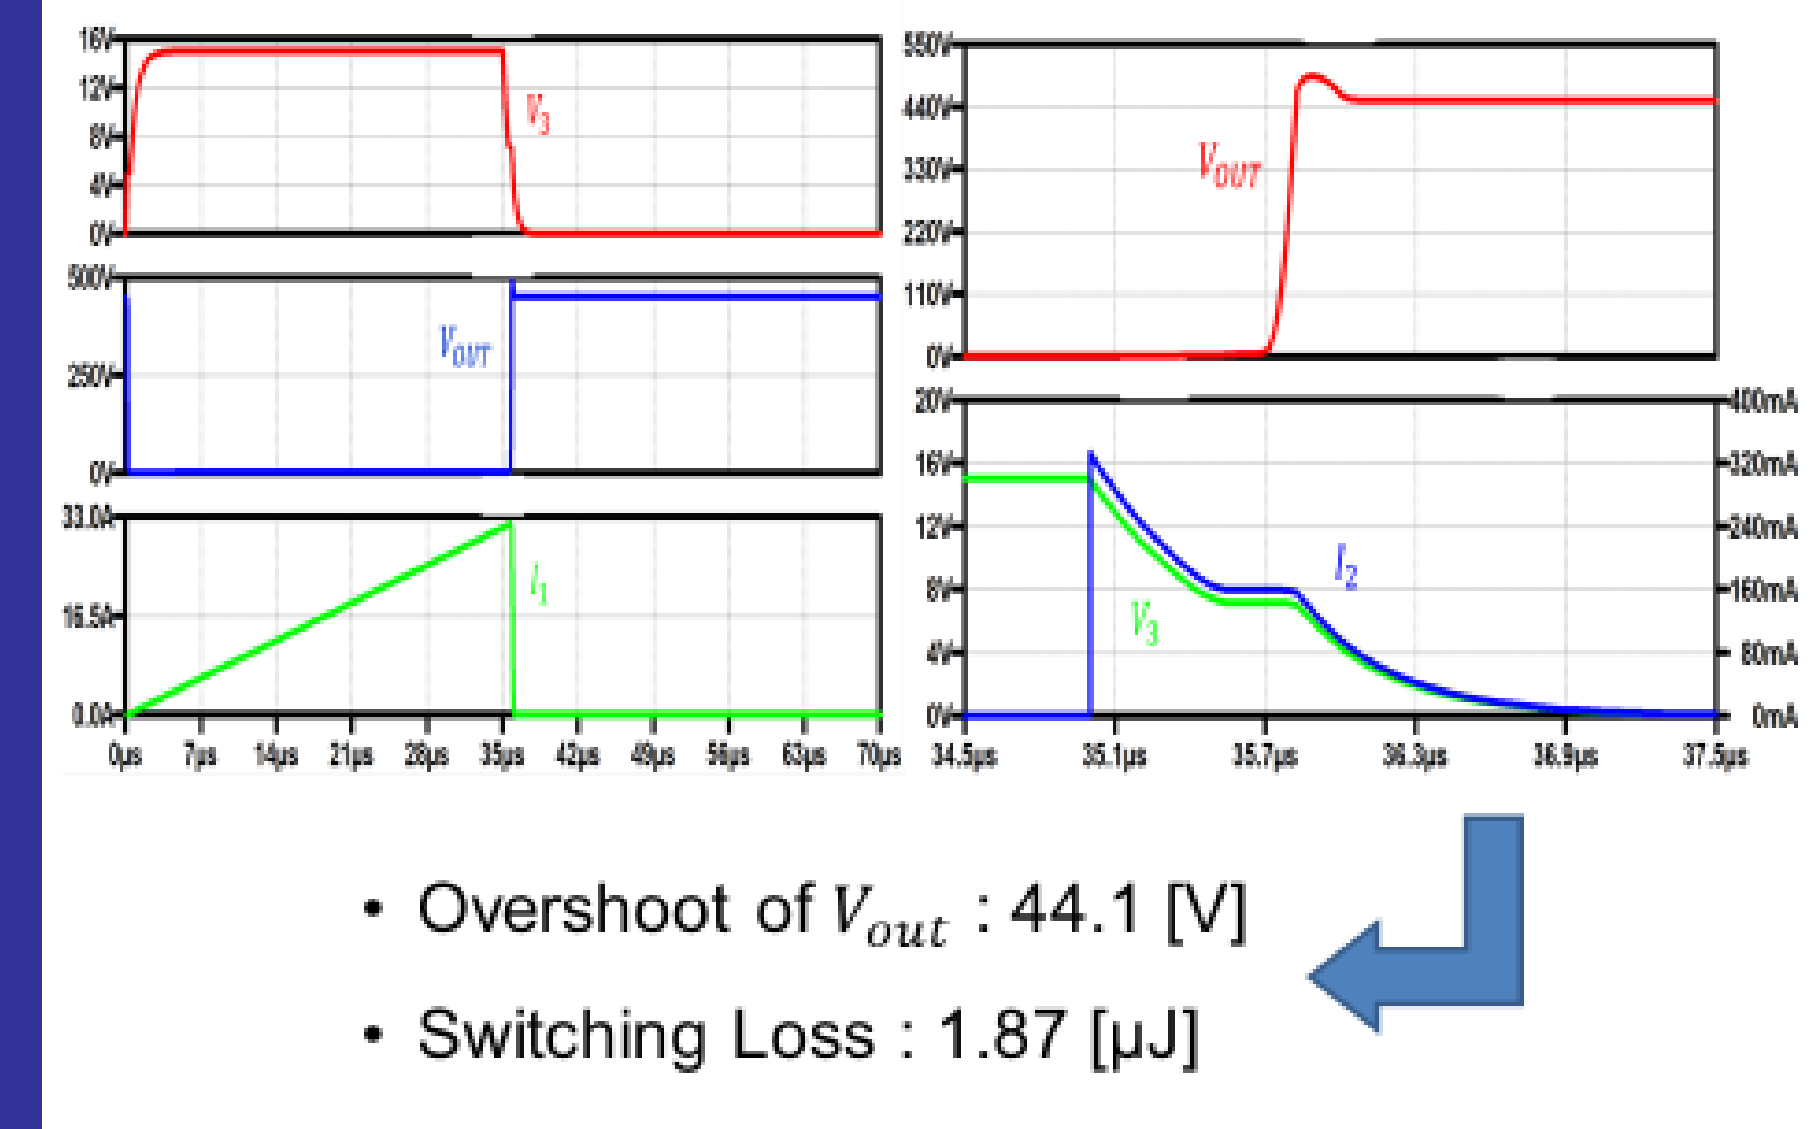 16V
12V
8V
4V
0V
V3
500V
250V
0V
VOUT
33.0A
16.5A
0.0A
I1
0µs 7µs 14µs 21µs 28µs 35µs 42µs 49µs 56µs 63µs 70µs
550V
440V
330V
220V
110V
0V
VOUT
20V 400mA
16V 320mA
12V 240mA
8V 160mA
4V 80mA
0V 0mA
I2
V3
34.5µs 35.1µs 35.7µs 36.3µs 36.9µs 37.5µs
• Overshoot of Vout : 44.1 [V]
• Switching Loss : 1.87 [µJ]